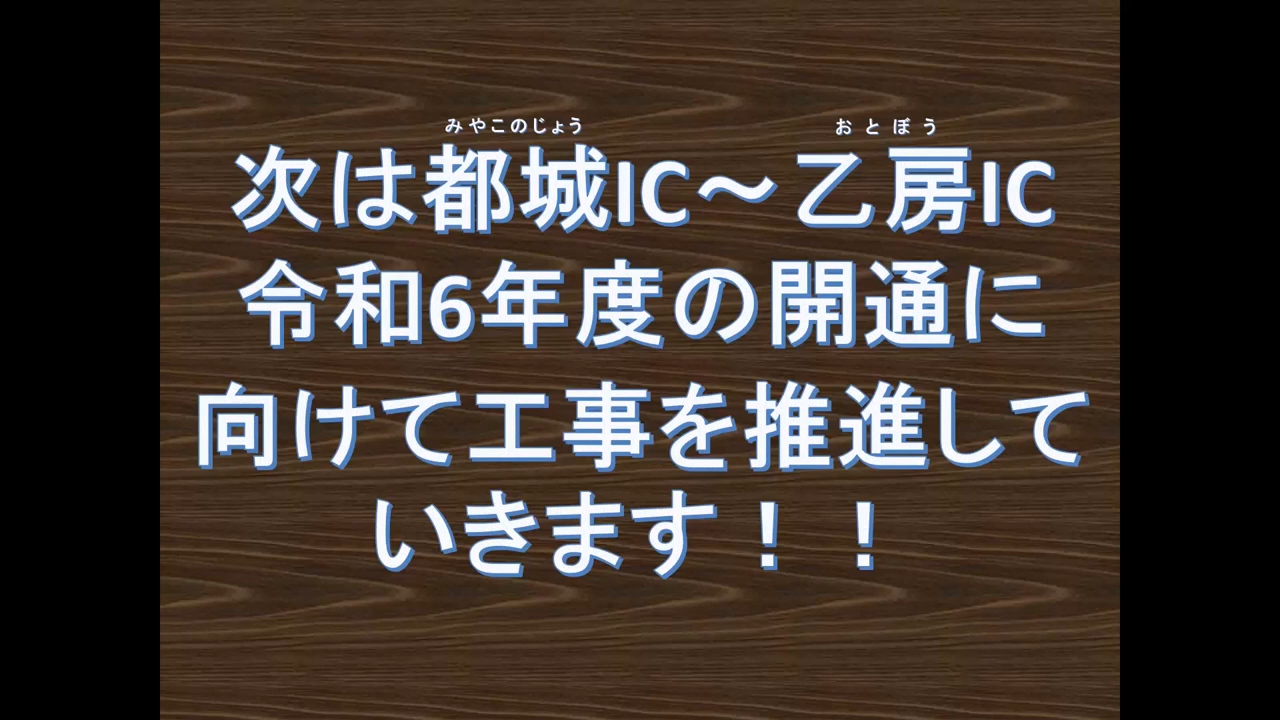 みやこのじょう おとぼう
次は都城IC～乙房IC
令和6年度の開通に
向けて工事を推進して
いきます！！